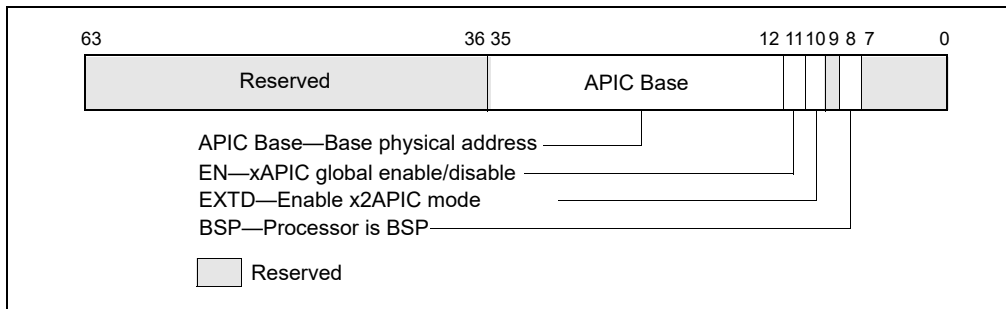 63 36 35 12 11 10 9 8 7 0
Reserved APIC Base
APIC Base—Base physical address
EN—xAPIC global enable/disable
EXTD—Enable x2APIC mode
BSP—Processor is BSP
Reserved